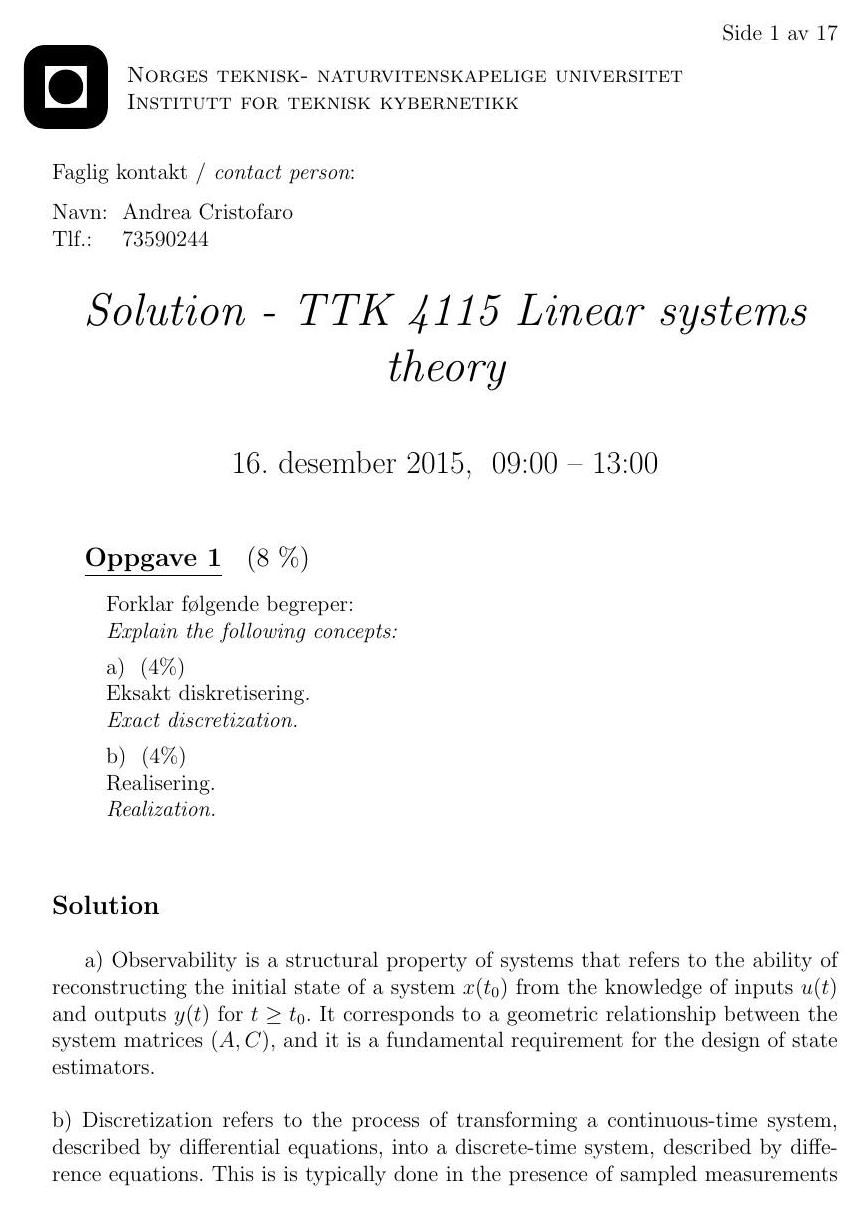 Side 1 av 17
Norges teknisk- naturvitenskapelige universitet
Institutt for teknisk kybernetikk
Faglig kontakt / contact person:
Navn: Andrea Cristofaro
Tlf.: 73590244
Solution - TTK 4115 Linear systems
theory
16. desember 2015, 09:00 – 13:00
Oppgave 1 (8 %)
Forklar følgende begreper:
Explain the following concepts:
a) (4%)
Eksakt diskretisering.
Exact discretization.
b) (4%)
Realisering.
Realization.
Solution
a) Observability is a structural property of systems that refers to the ability of
reconstructing the initial state of a system x(t₀) from the knowledge of inputs u(t)
and outputs y(t) for t ≥ t₀. It corresponds to a geometric relationship between the
system matrices (A, C), and it is a fundamental requirement for the design of state
estimators.
b) Discretization refers to the process of transforming a continuous-time system,
described by differential equations, into a discrete-time system, described by diffe-
rence equations. This is is typically done in the presence of sampled measurements